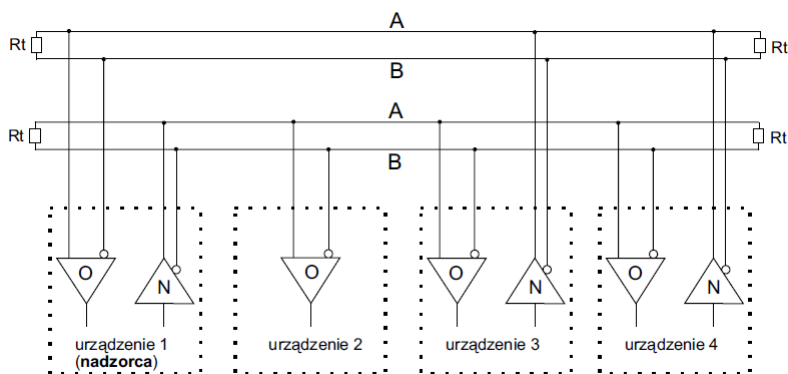 A
Rt
Rt
B
A
Rt
Rt
B
O
N
O
O
N
O
N
urządzenie 1
(nadzorca)
urządzenie 2
urządzenie 3
urządzenie 4